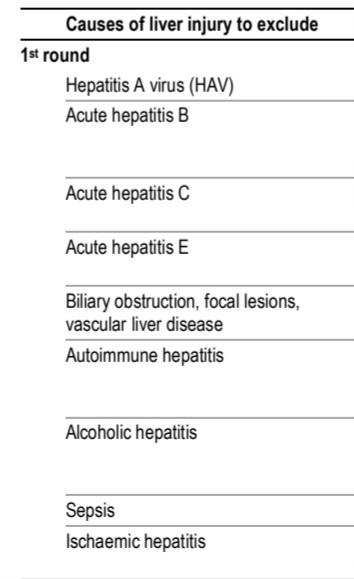 Causes of liver injury to exclude
1st round
Hepatitis A virus (HAV)
Acute hepatitis B
Acute hepatitis C
Acute hepatitis E
Biliary obstruction, focal lesions,
vascular liver disease
Autoimmune hepatitis
Alcoholic hepatitis
Sepsis
Ischaemic hepatitis